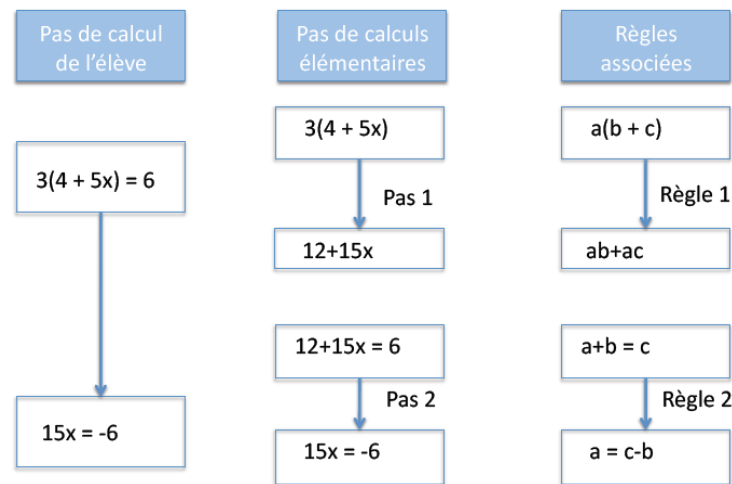 Pas de calcul
de l'élève
Pas de calculs
élémentaires
Règles
associées
3(4 + 5x) = 6
15x = -6
3(4 + 5x)
Pas 1
12+15x
12+15x = 6
Pas 2
15x = -6
a(b + c)
Règle 1
ab+ac
a+b = c
Règle 2
a = c-b